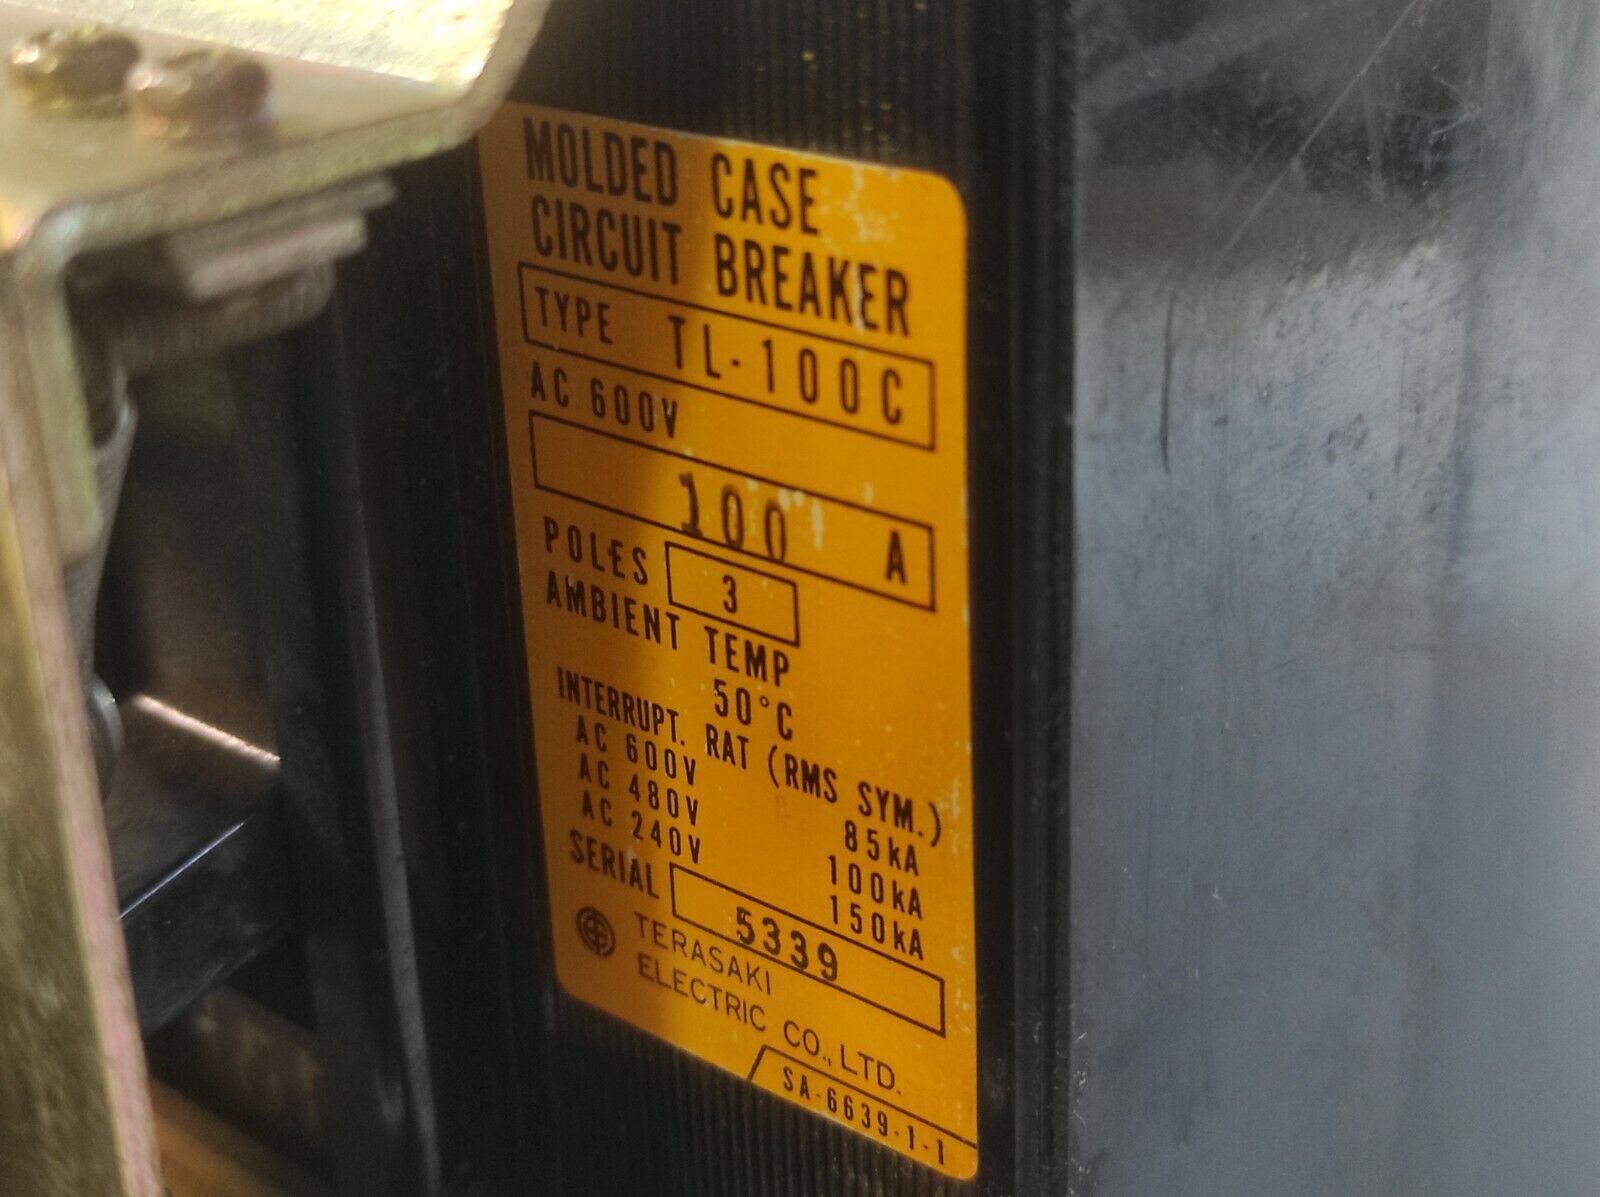 MOLDED CASE
CIRCUIT BREAKER
TYPE TL-100C
AC 600V
100 A
POLES 3
AMBIENT TEMP
50°C
INTERRUPT. RAT (RMS SYM.)
AC 600V 85kA
AC 480V 100kA
AC 240V 150kA
SERIAL 5339
TERASAKI
ELECTRIC CO., LTD.
SA-6639-1-1